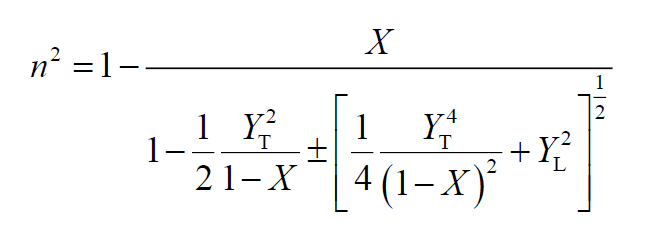 n² = 1 − X / (1 − (1/2) (Y_T² / (1 − X)) ± [(1/4) (Y_T⁴ / (1 − X)²) + Y_L²]^(1/2))